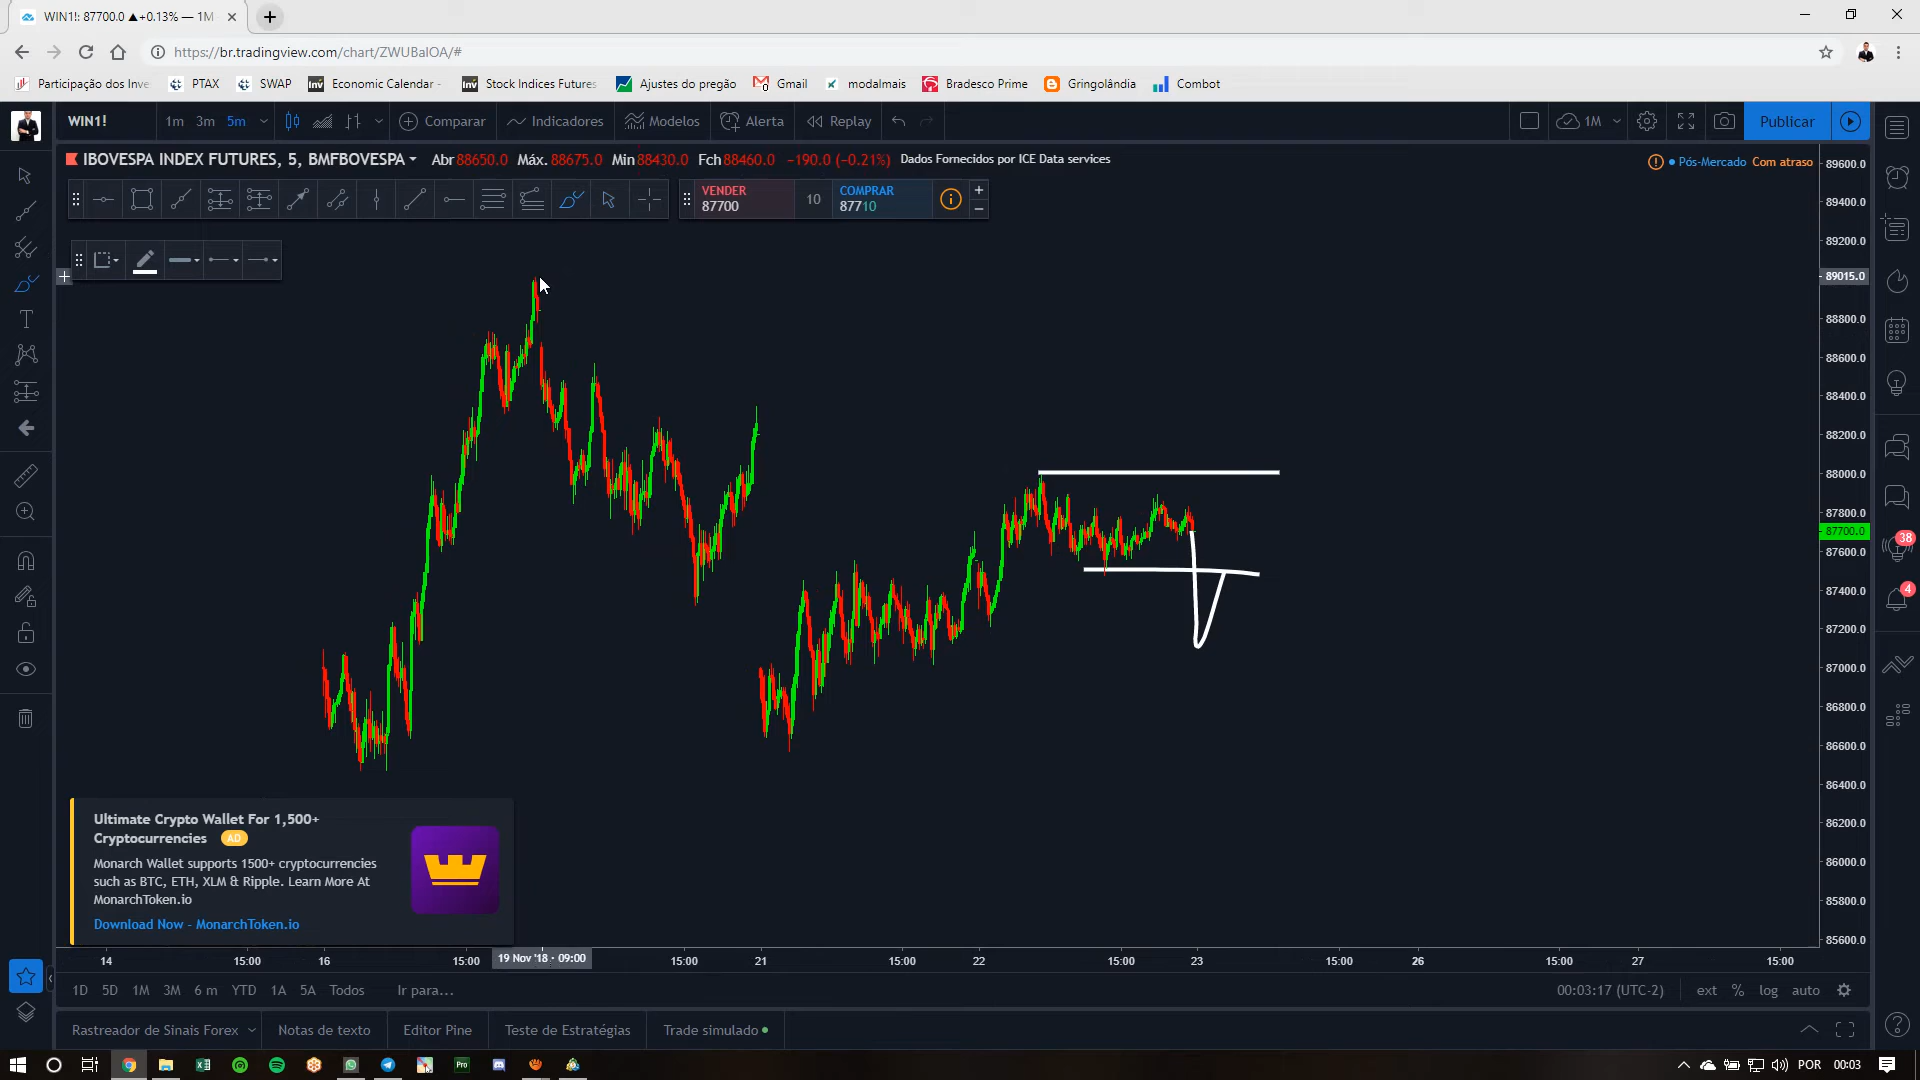 WIN1!: 87700.0 ▲+0.13% — 1M
https://br.tradingview.com/chart/ZWUBaIOA/#
Participação dos Inve
PTAX
SWAP
Economic Calendar -
Stock Indices Futures
Ajustes do pregão
Gmail
modalmais
Bradesco Prime
Gringolândia
Combot
WIN1!
1m 3m 5m
Comparar
Indicadores
Modelos
Alerta
Replay
1M
Publicar
IBOVESPA INDEX FUTURES, 5, BMFBOVESPA
Abr 88650.0 Máx. 88675.0 Min 88430.0 Fch 88460.0 −190.0 (−0.21%)
Dados Fornecidos por ICE Data services
Pós-Mercado Com atraso
VENDER
87700
10
COMPRAR
87710
89600.0
89400.0
89200.0
89015.0
88800.0
88600.0
88400.0
88200.0
88000.0
87800.0
87700.0
87600.0
87400.0
87200.0
87000.0
86800.0
86600.0
86400.0
86200.0
86000.0
85800.0
85600.0
38
4
Ultimate Crypto Wallet For 1,500+
Cryptocurrencies AD
Monarch Wallet supports 1500+ cryptocurrencies
such as BTC, ETH, XLM & Ripple. Learn More At
MonarchToken.io
Download Now - MonarchToken.io
14 15:00 16 15:00 19 Nov '18 · 09:00 15:00 21 15:00 22 15:00 23 15:00 26 15:00 27 15:00
1D 5D 1M 3M 6 m YTD 1A 5A Todos Ir para...
00:03:17 (UTC-2) ext % log auto
Rastreador de Sinais Forex
Notas de texto
Editor Pine
Teste de Estratégias
Trade simulado
Pro
POR 00:03